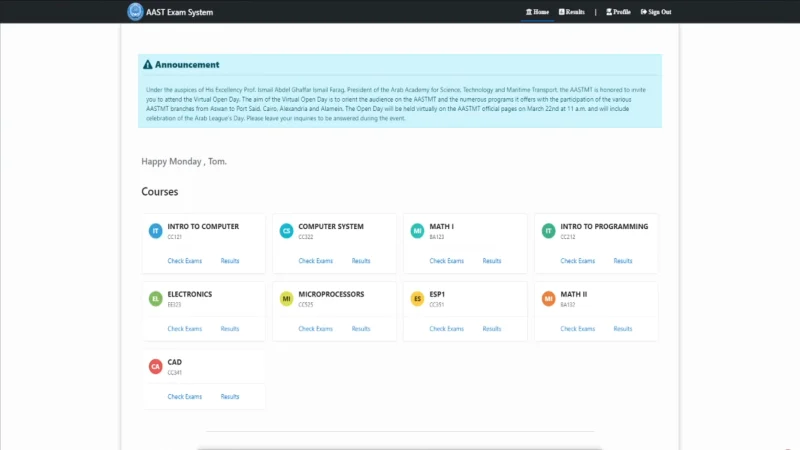 AAST Exam System
Home Results | Profile Sign Out
Announcement
Under the auspices of His Excellency Prof. Ismail Abdel Ghaffar Ismail Farag, President of the Arab Academy for Science, Technology and Maritime Transport, the AASTMT is honored to invite
you to attend the Virtual Open Day. The aim of the Virtual Open Day is to orient the audience on the AASTMT and the numerous programs it offers with the participation of the various
AASTMT branches from Aswan to Port Said, Cairo, Alexandria and Alamein. The Open Day will be held virtually on the AASTMT official pages on March 22nd at 11 a.m. and will include
celebration of the Arab League's Day. Please leave your inquiries to be answered during the event.
Happy Monday , Tom.
Courses
IT INTRO TO COMPUTER
CC121
Check Exams Results
CS COMPUTER SYSTEM
CC322
Check Exams Results
MI MATH I
BA123
Check Exams Results
IT INTRO TO PROGRAMMING
CC212
Check Exams Results
EL ELECTRONICS
EE323
Check Exams Results
MI MICROPROCESSORS
CC525
Check Exams Results
ES ESP1
CC351
Check Exams Results
MI MATH II
BA132
Check Exams Results
CA CAD
CC341
Check Exams Results